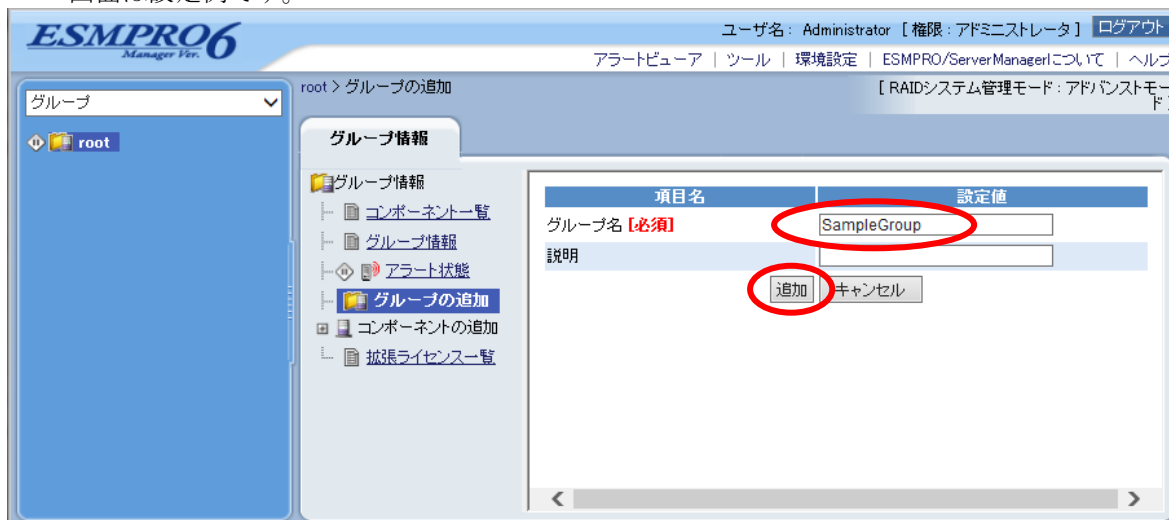 画面は設定例です。
ESMPRO6
Manager Ver.
ユーザ名： Administrator [ 権限：アドミニストレータ ] ログアウト
アラートビューア | ツール | 環境設定 | ESMPRO/ServerManagerについて | ヘルプ
グループ
root
root > グループの追加
[ RAIDシステム管理モード：アドバンストモード ]
グループ情報
グループ情報
コンポーネント一覧
グループ情報
アラート状態
グループの追加
コンポーネントの追加
拡張ライセンス一覧
項目名 設定値
グループ名 [必須] SampleGroup
説明
追加 キャンセル